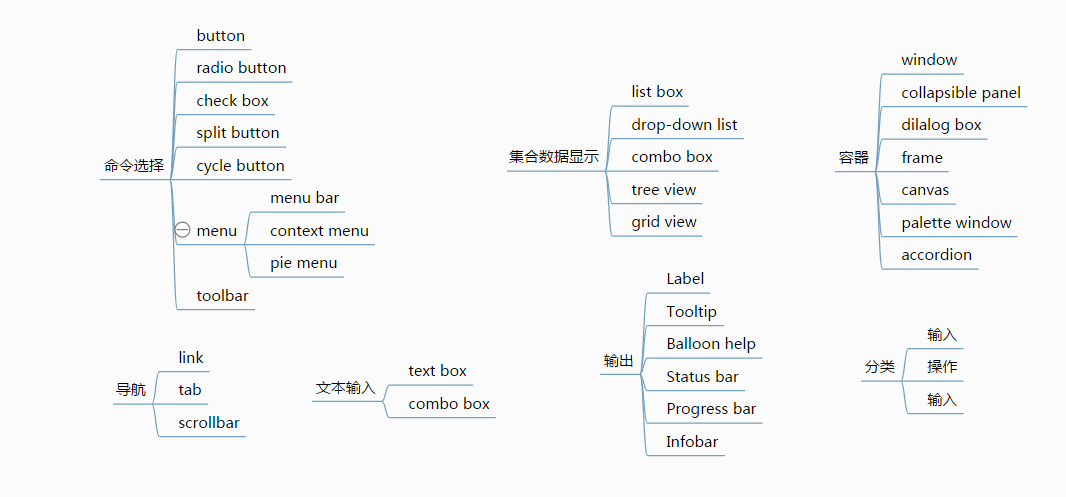 命令选择
button
radio button
check box
split button
cycle button
menu
menu bar
context menu
pie menu
toolbar
集合数据显示
list box
drop-down list
combo box
tree view
grid view
容器
window
collapsible panel
dilalog box
frame
canvas
palette window
accordion
导航
link
tab
scrollbar
文本输入
text box
combo box
输出
Label
Tooltip
Balloon help
Status bar
Progress bar
Infobar
分类
输入
操作
输入